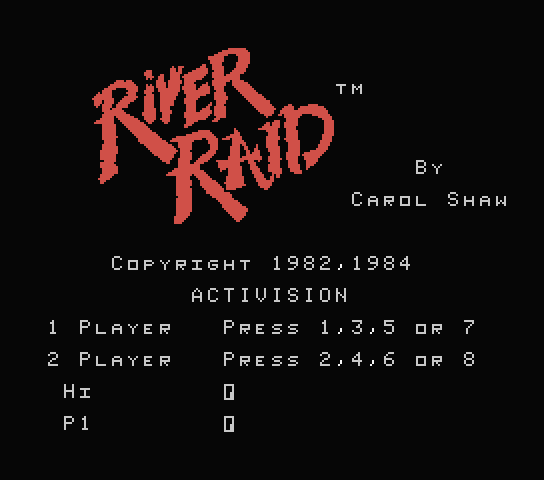 RiVER
RAID
TM
By
Carol Shaw
Copyright 1982,1984
ACTIVISION
1 Player Press 1,3,5 or 7
2 Player Press 2,4,6 or 8
Hi 0
P1 0